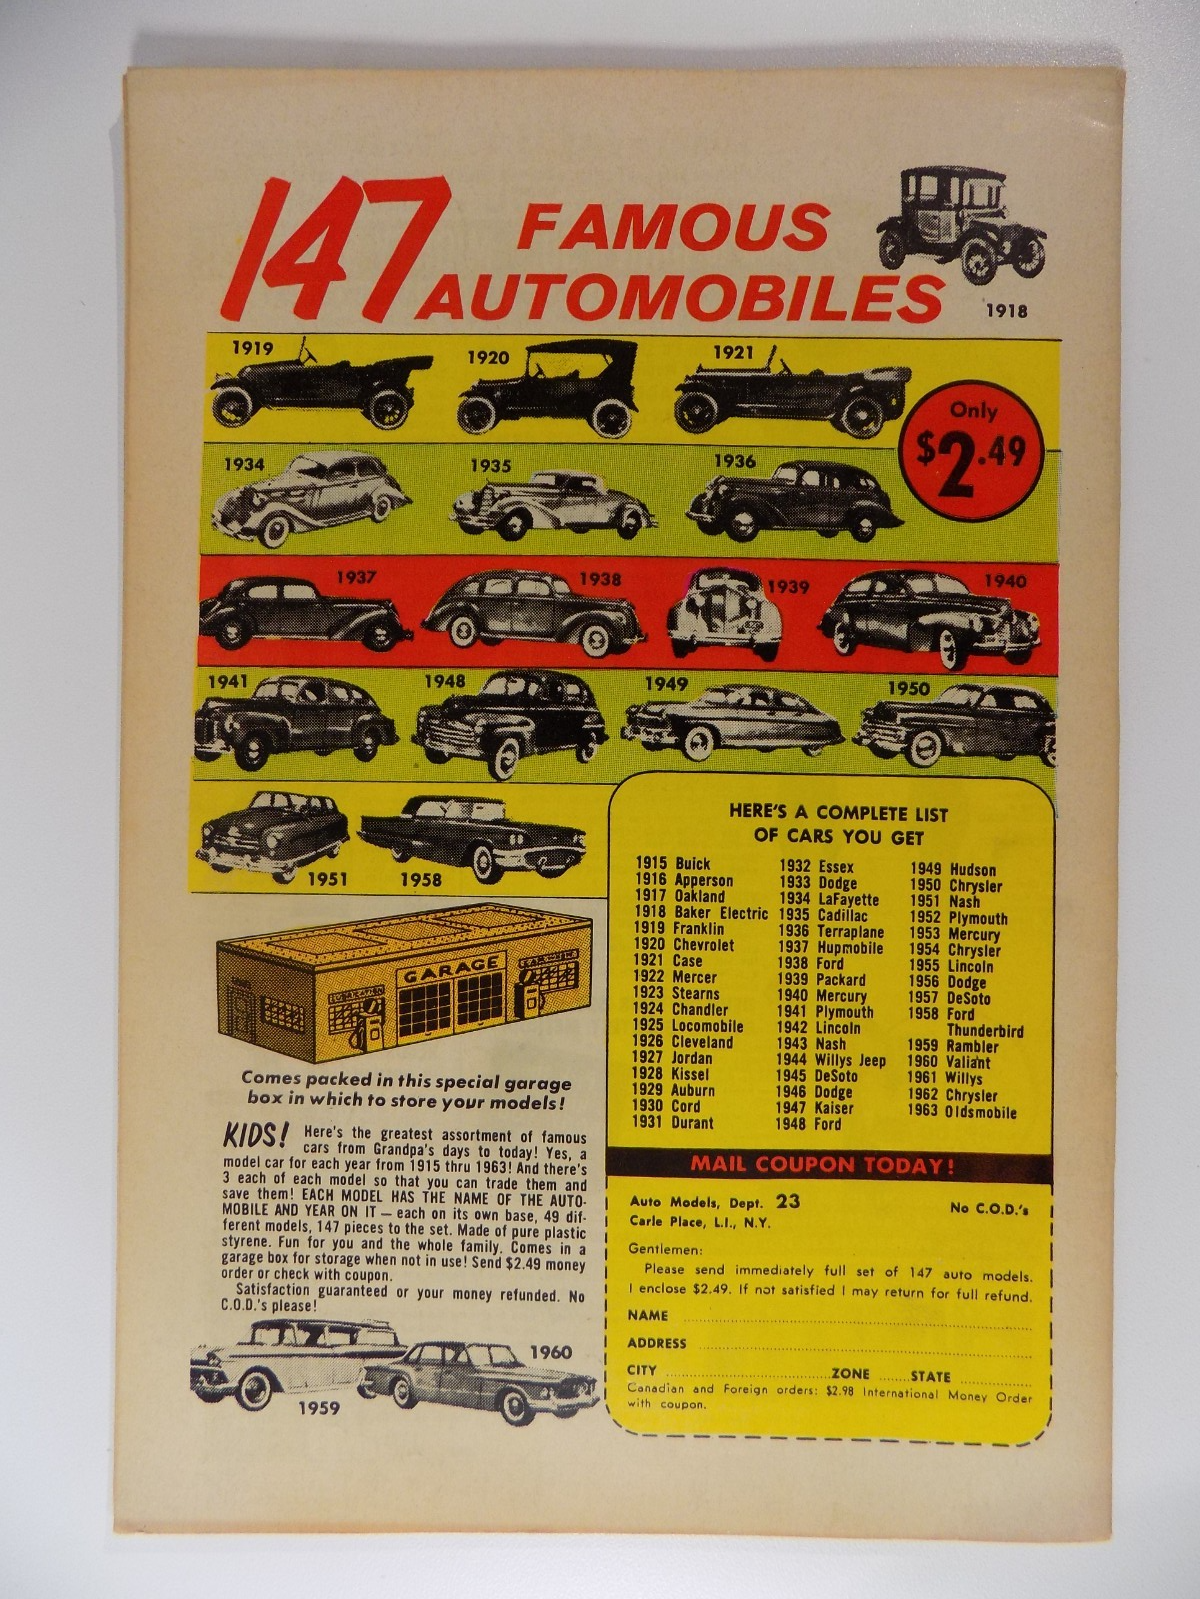 147 FAMOUS
AUTOMOBILES
1918
1919
1920
1921
Only
$2.49
1934
1935
1936
1937
1938
1939
1940
1941
1948
1949
1950
1951
1958
GARAGE
LUBRICATION
CAR WASH
Comes packed in this special garage
box in which to store your models!
KIDS! Here's the greatest assortment of famous
cars from Grandpa's days to today! Yes, a
model car for each year from 1915 thru 1963! And there's
3 each of each model so that you can trade them and
save them! EACH MODEL HAS THE NAME OF THE AUTO-
MOBILE AND YEAR ON IT — each on its own base, 49 dif-
ferent models, 147 pieces to the set. Made of pure plastic
styrene. Fun for you and the whole family. Comes in a
garage box for storage when not in use! Send $2.49 money
order or check with coupon.
Satisfaction guaranteed or your money refunded. No
C.O.D.'s please!
1959
1960
HERE'S A COMPLETE LIST
OF CARS YOU GET
1915 Buick
1916 Apperson
1917 Oakland
1918 Baker Electric
1919 Franklin
1920 Chevrolet
1921 Case
1922 Mercer
1923 Stearns
1924 Chandler
1925 Locomobile
1926 Cleveland
1927 Jordan
1928 Kissel
1929 Auburn
1930 Cord
1931 Durant
1932 Essex
1933 Dodge
1934 LaFayette
1935 Cadillac
1936 Terraplane
1937 Hupmobile
1938 Ford
1939 Packard
1940 Mercury
1941 Plymouth
1942 Lincoln
1943 Nash
1944 Willys Jeep
1945 DeSoto
1946 Dodge
1947 Kaiser
1948 Ford
1949 Hudson
1950 Chrysler
1951 Nash
1952 Plymouth
1953 Mercury
1954 Chrysler
1955 Lincoln
1956 Dodge
1957 DeSoto
1958 Ford
Thunderbird
1959 Rambler
1960 Valiant
1961 Willys
1962 Chrysler
1963 Oldsmobile
MAIL COUPON TODAY!
Auto Models, Dept. 23 No C.O.D.'s
Carle Place, L.I., N.Y.
Gentlemen:
Please send immediately full set of 147 auto models.
I enclose $2.49. If not satisfied I may return for full refund.
NAME
ADDRESS
CITY ZONE STATE
Canadian and Foreign orders: $2.98 International Money Order
with coupon.